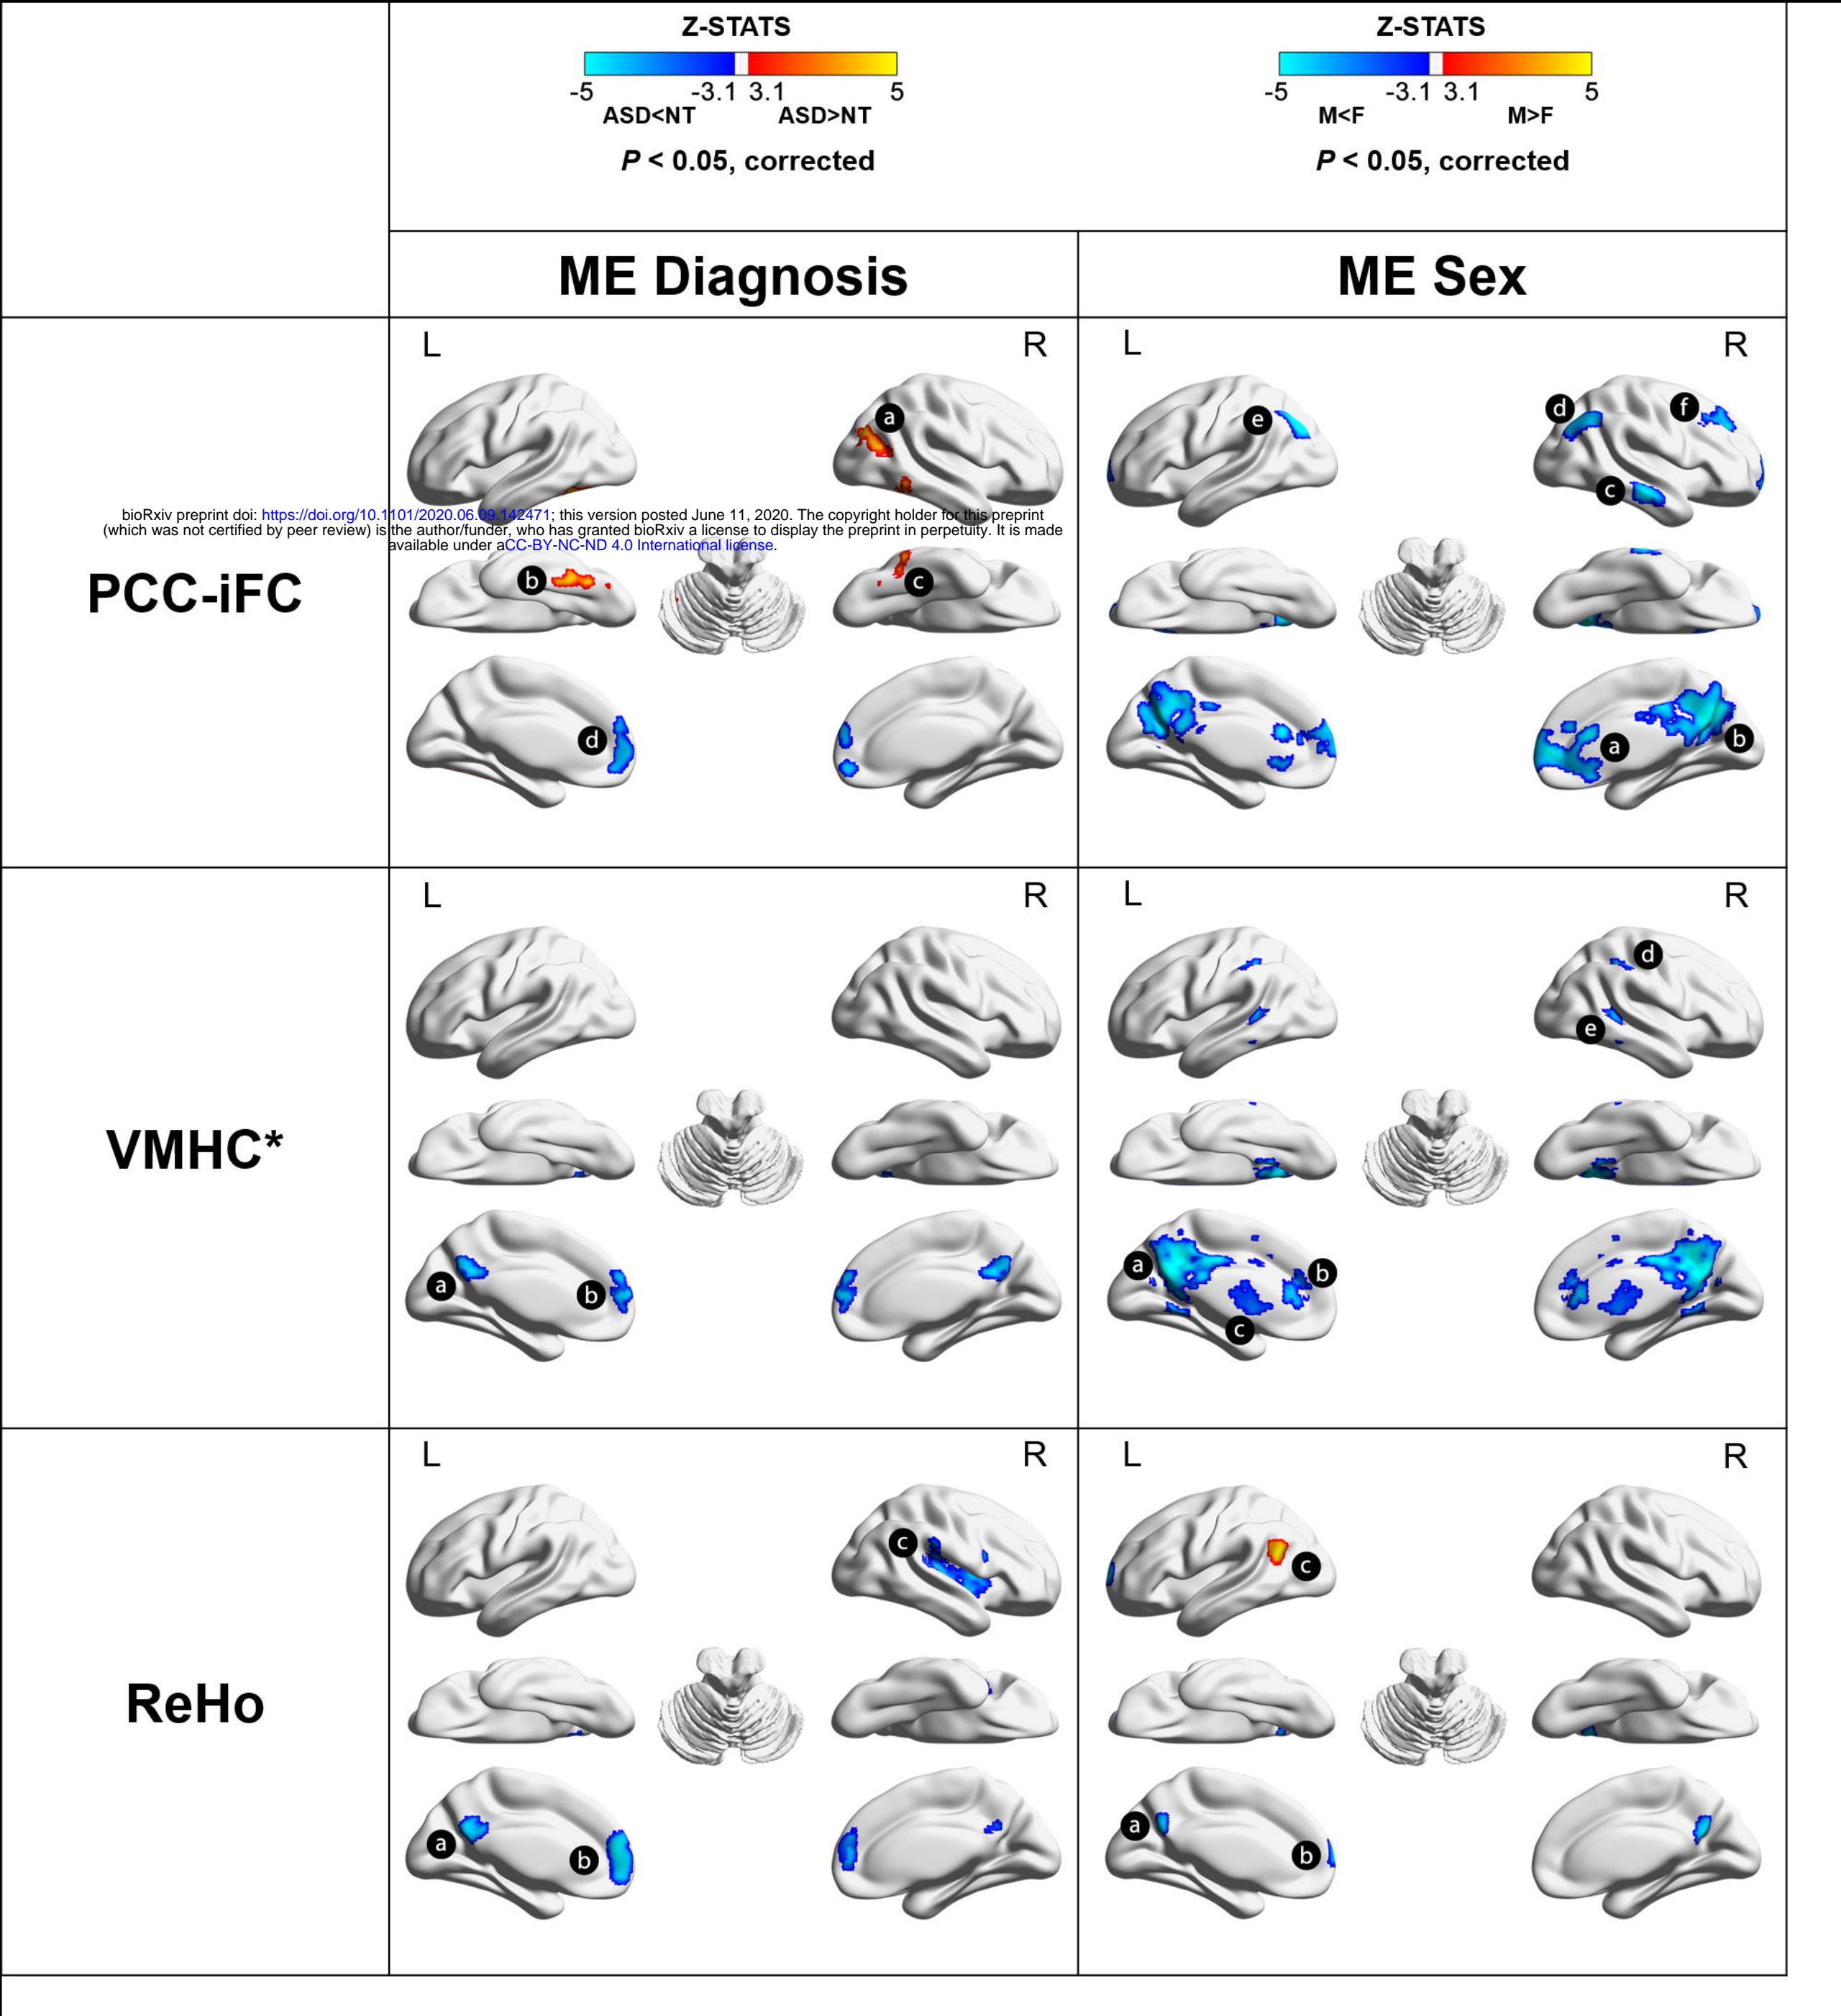 Z-STATS Z-STATS
-5 -3.1 3.1 5 -5 -3.1 3.1 5
ASD<NT ASD>NT M<F M>F
P < 0.05, corrected P < 0.05, corrected
ME Diagnosis ME Sex
PCC-iFC
L R L R
a e d f
c
bioRxiv preprint doi: https://doi.org/10.1101/2020.06.09.142471; this version posted June 11, 2020. The copyright holder for this preprint
(which was not certified by peer review) is the author/funder, who has granted bioRxiv a license to display the preprint in perpetuity. It is made
available under aCC-BY-NC-ND 4.0 International license.
b c
d a b
VMHC*
L R L R
d
e
a b a b
c
ReHo
L R L R
c c
a b a b